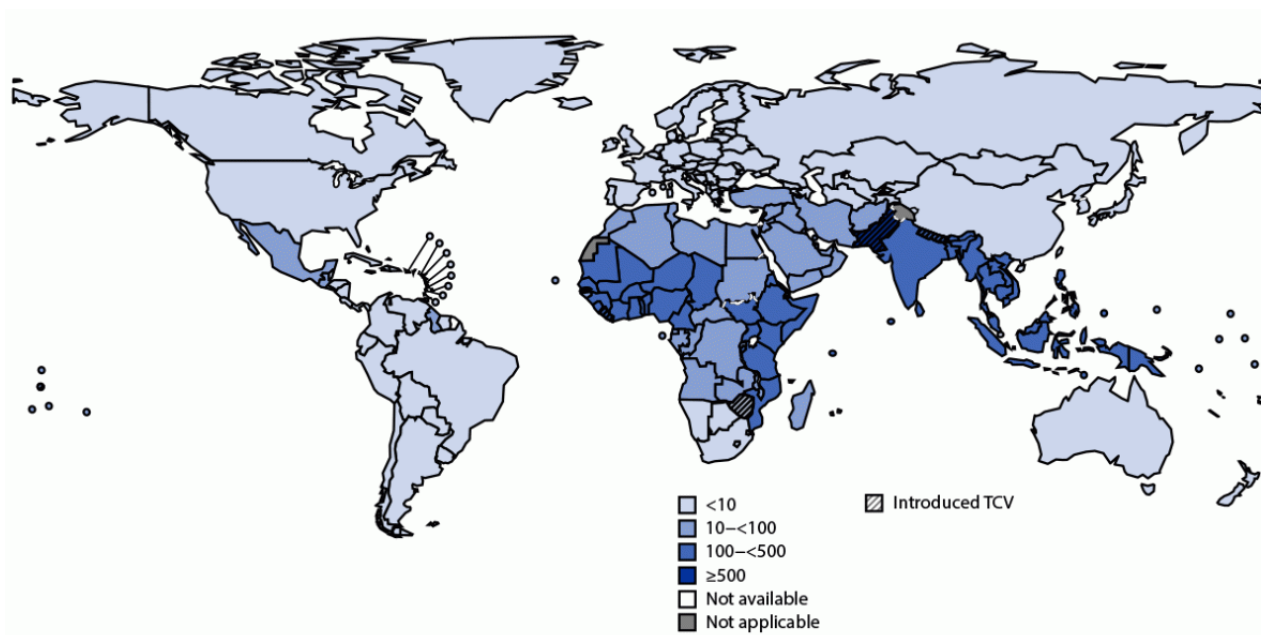 <10
10–<100
100–<500
≥500
Not available
Not applicable
Introduced TCV